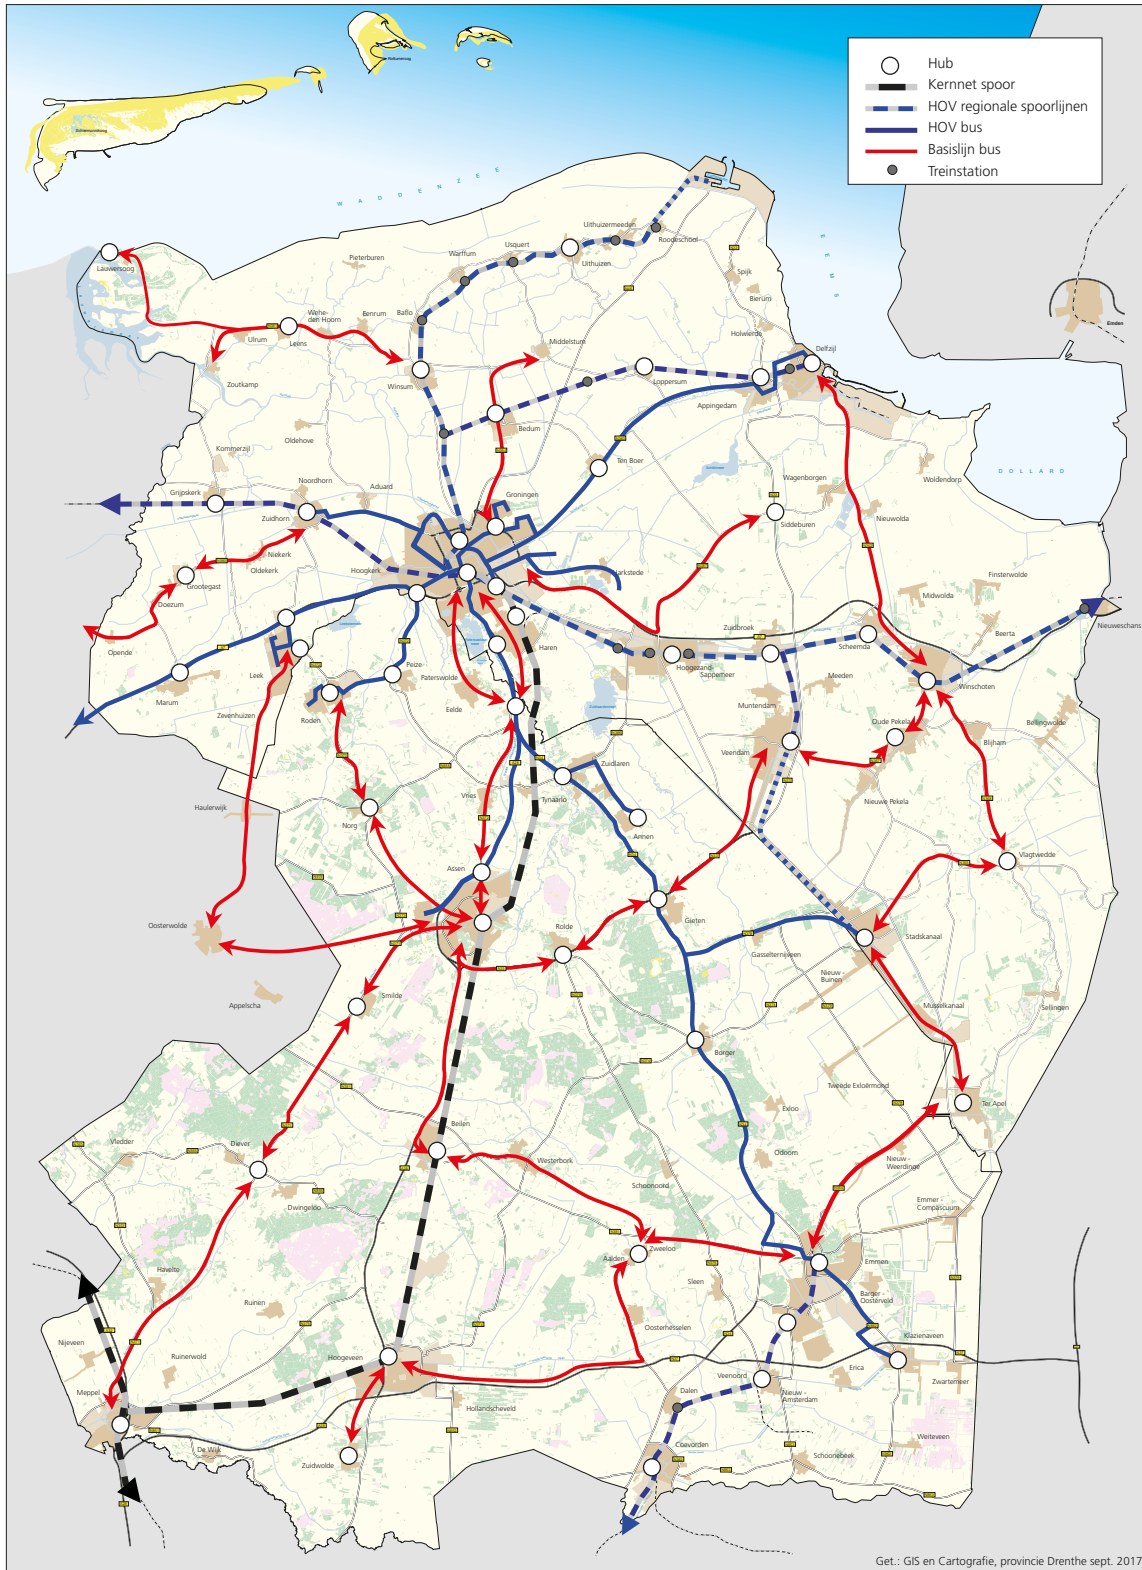 Hub
Kernnet spoor
HOV regionale spoorlijnen
HOV bus
Basislijn bus
Treinstation
Schiermonnikoog
Rottumeroog
W A D D E N Z E E
E E M S
D O L L A R D
Emden
Lauwersoog
Pieterburen
Warffum
Usquert
Uithuizermeeden
Uithuizen
Roodeschool
Spijk
Bierum
Holwierde
Delfzijl
Wehe-
den Hoorn
Eenrum
Baflo
Ulrum
Leens
Zoutkamp
Winsum
Middelstum
Loppersum
Appingedam
Bedum
Oldehove
Kommerzijl
Ten Boer
Wagenborgen
Woldendorp
Noordhorn
Aduard
Grijpskerk
Zuidhorn
Groningen
Siddeburen
Nieuwolda
Niekerk
Oldekerk
Hoogkerk
Harkstede
Grootegast
Doezum
Finsterwolde
Midwolda
Beerta
Nieuweschans
Opende
Zuidbroek
Scheemda
Haren
Hoogezand-
Sappemeer
Peize
Paterswolde
Leek
Marum
Zevenhuizen
Roden
Eelde
Meeden
Winschoten
Muntendam
Oude Pekela
Bellingwolde
Blijham
Veendam
Zuidlaren
Tynaarlo
Vries
Nieuwe Pekela
Haulerwijk
Norg
Annen
Assen
Vlagtwedde
Gieten
Oosterwolde
Rolde
Stadskanaal
Gasselternijveen
Nieuw -
Buinen
Appelscha
Smilde
Musselkanaal
Sellingen
Borger
Tweede Exloërmond
Ter Apel
Exloo
Beilen
Vledder
Diever
Westerbork
Odoorn
Nieuw -
Weerdinge
Schoonoord
Dwingeloo
Emmer -
Compascuum
Zweeloo
Aalden
Emmen
Havelte
Sleen
Barger -
Oosterveld
Ruinen
Oosterhesselen
Klazienaveen
Nijeveen
Ruinerwold
Hoogeveen
Erica
Zwartemeer
Veenoord
Meppel
Dalen
Nieuw -
Amsterdam
Hollandscheveld
Weiteveen
De Wijk
Coevorden
Schoonebeek
Zuidwolde
Get.: GIS en Cartografie, provincie Drenthe sept. 2017